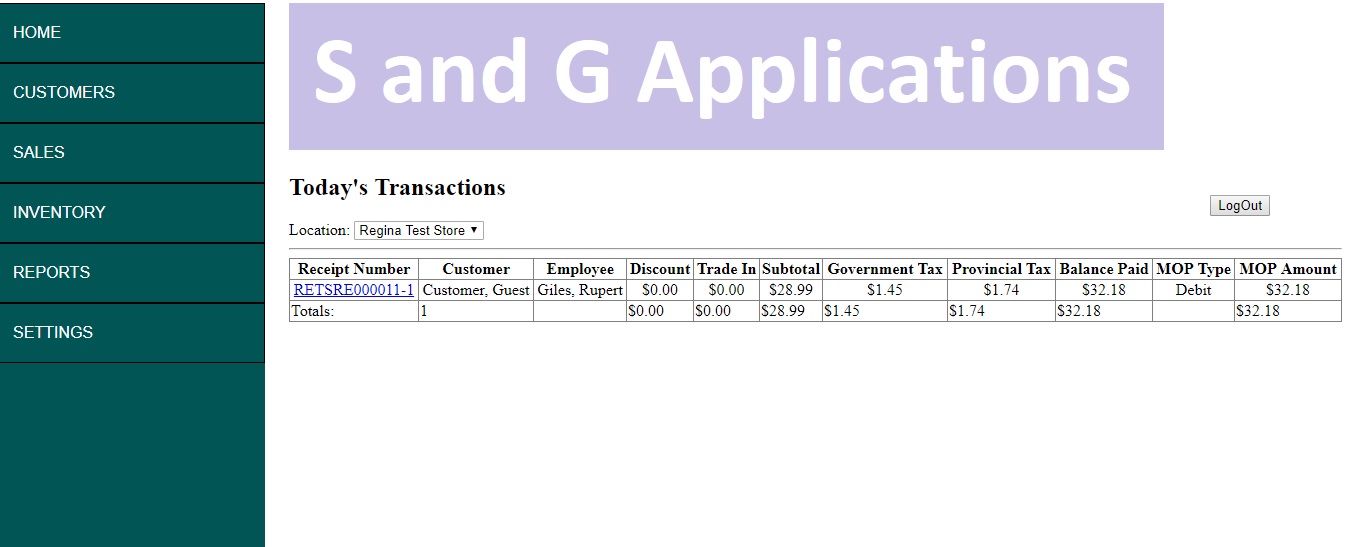 HOME
CUSTOMERS
SALES
INVENTORY
REPORTS
SETTINGS
S and G Applications
Today's Transactions
LogOut
Location: Regina Test Store
Receipt Number Customer Employee Discount Trade In Subtotal Government Tax Provincial Tax Balance Paid MOP Type MOP Amount
RETSRE000011-1 Customer, Guest Giles, Rupert $0.00 $0.00 $28.99 $1.45 $1.74 $32.18 Debit $32.18
Totals: 1 $0.00 $0.00 $28.99 $1.45 $1.74 $32.18 $32.18